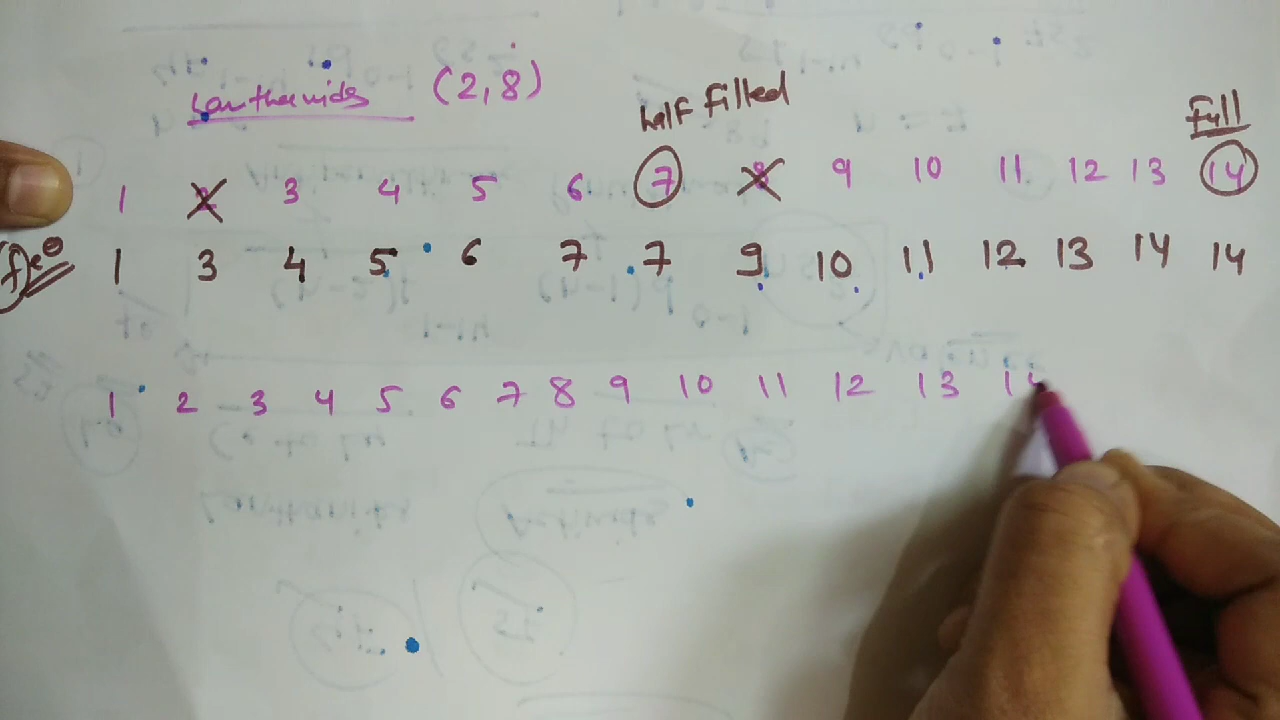 Lanthanides (2,8)
half filled
Full
1 2 3 4 5 6 7 8 9 10 11 12 13 14
(f)e⊖ 1 3 4 5 6 7 7 9 10 11 12 13 14 14
1 2 3 4 5 6 7 8 9 10 11 12 13 14